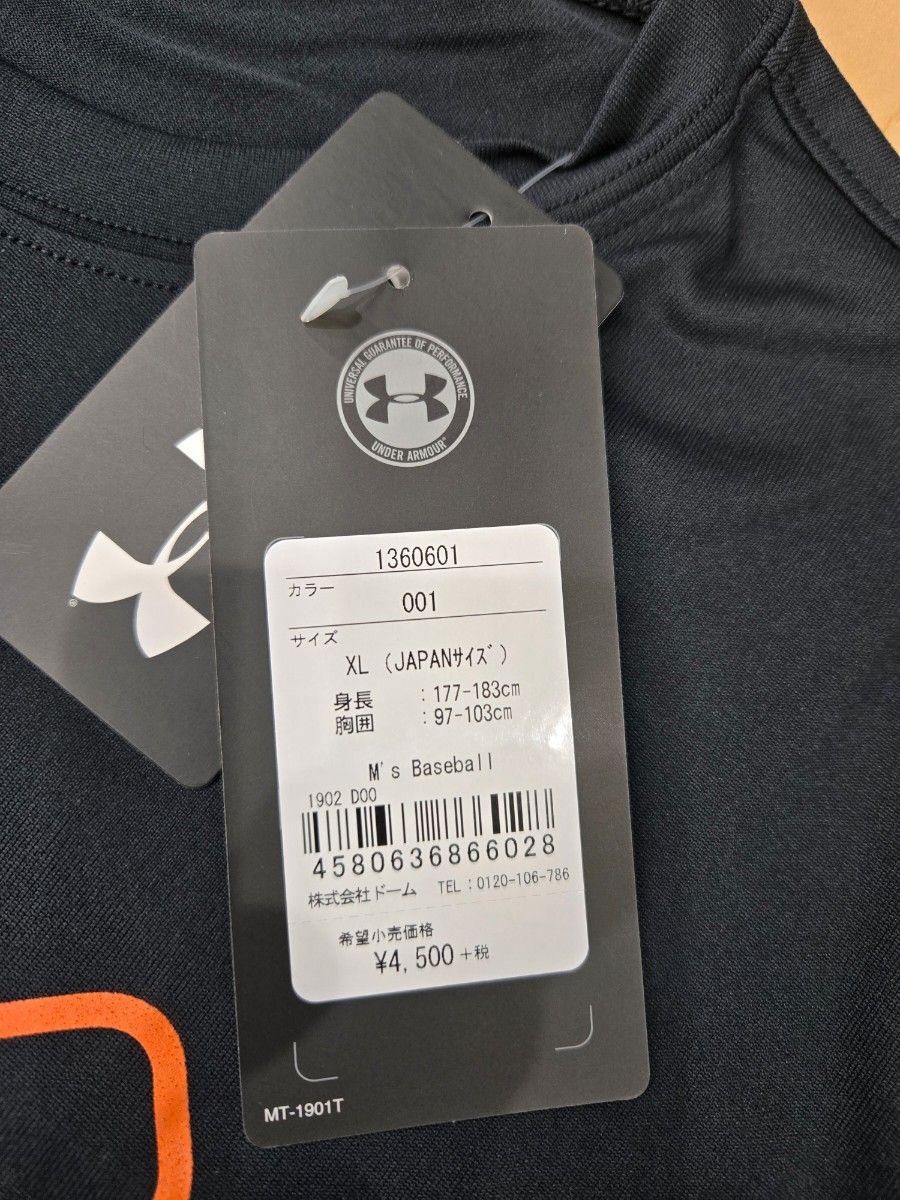 UNIVERSAL GUARANTEE OF PERFORMANCE
UNDER ARMOUR®
®
1360601
カラー
001
サイズ
XL (JAPANｻｲｽﾞ)
身長 : 177-183cm
胸囲 : 97-103cm
M's Baseball
1902 D00
4580636866028
株式会社ドーム TEL:0120-106-786
希望小売価格
¥4,500+税
MT-1901T